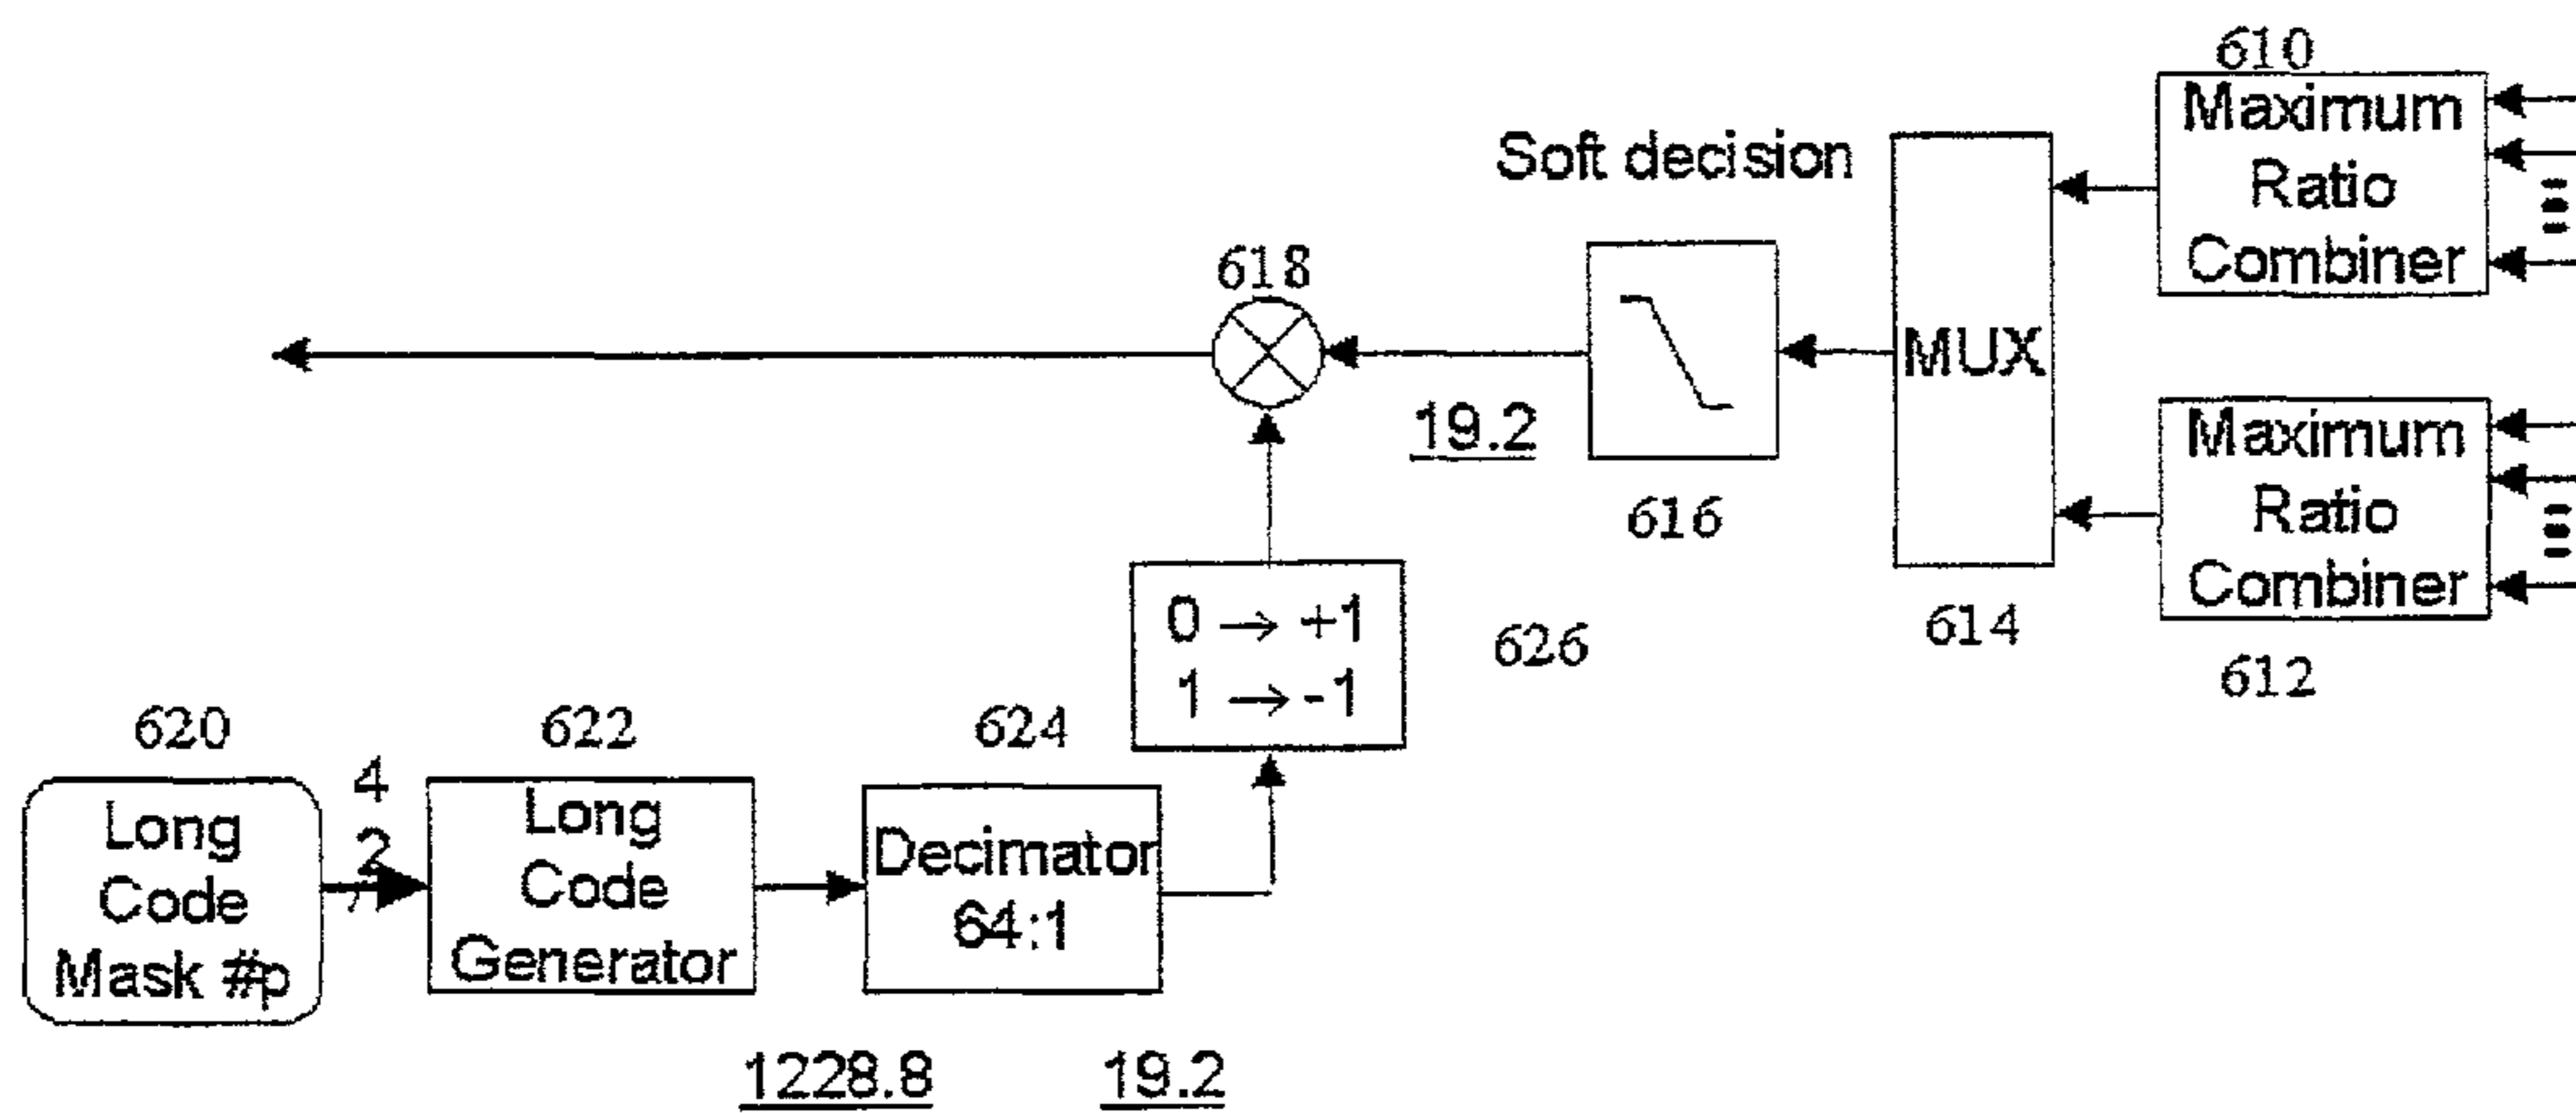 610
Maximum
Ratio
Combiner
Soft decision
618
MUX
19.2
616
Maximum
Ratio
Combiner
614
612
0 → +1
1 → -1
626
620
622
624
Long
Code
Mask #p
4
2
Long
Code
Generator
Decimator
64:1
1228.8
19.2